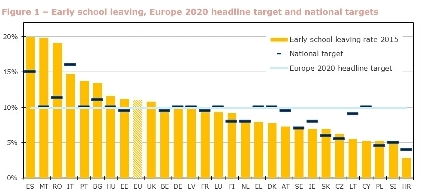 Figure 1 – Early school leaving, Europe 2020 headline target and national targets
20%
15%
10%
5%
0%
Early school leaving rate 2015
National target
Europe 2020 headline target
ES MT RO IT PT BG HU EE EU UK BE DE LV FR LU FI NL EL DK AT SE IE SK CZ LT CY PL SI HR